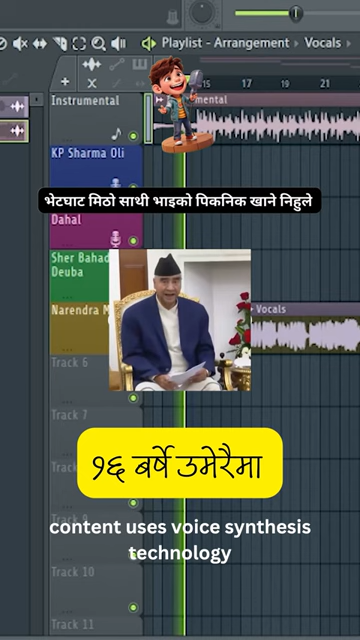 Playlist - Arrangement › Vocals ›
15 17 19 21
Instrumental
mental
KP Sharma Oli
भेटघाट मिठो साथी भाइको पिकनिक खाने निहुले
Dahal
Sher Bahad
Deuba
Narendra M
Vocals
Track 6
Track 7
१६ बर्षे उमेरैमा
content uses voice synthesis
technology
Track 10
Track 11